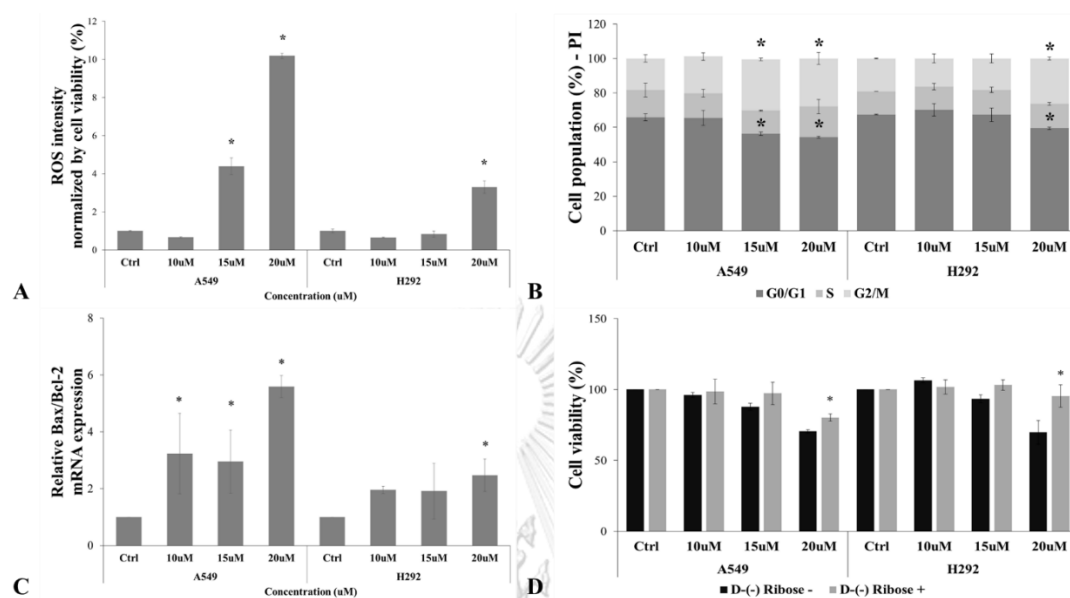 ROS intensity
normalized by cell viability (%)
12
10
8
6
4
2
0
*
*
*
Ctrl 10uM 15uM 20uM Ctrl 10uM 15uM 20uM
A549 H292
Concentration (uM)
A
Cell population (%) - PI
120
100
80
60
40
20
0
* * *
* * *
Ctrl 10uM 15uM 20uM Ctrl 10uM 15uM 20uM
A549 H292
G0/G1 S G2/M
B
Relative Bax/Bcl-2
mRNA expression
8
6
4
2
0
* * * *
Ctrl 10uM 15uM 20uM Ctrl 10uM 15uM 20uM
A549 H292
Concentration (uM)
C
Cell viability (%)
150
100
50
0
* *
Ctrl 10uM 15uM 20uM Ctrl 10uM 15uM 20uM
A549 H292
D-(-) Ribose - D-(-) Ribose +
D